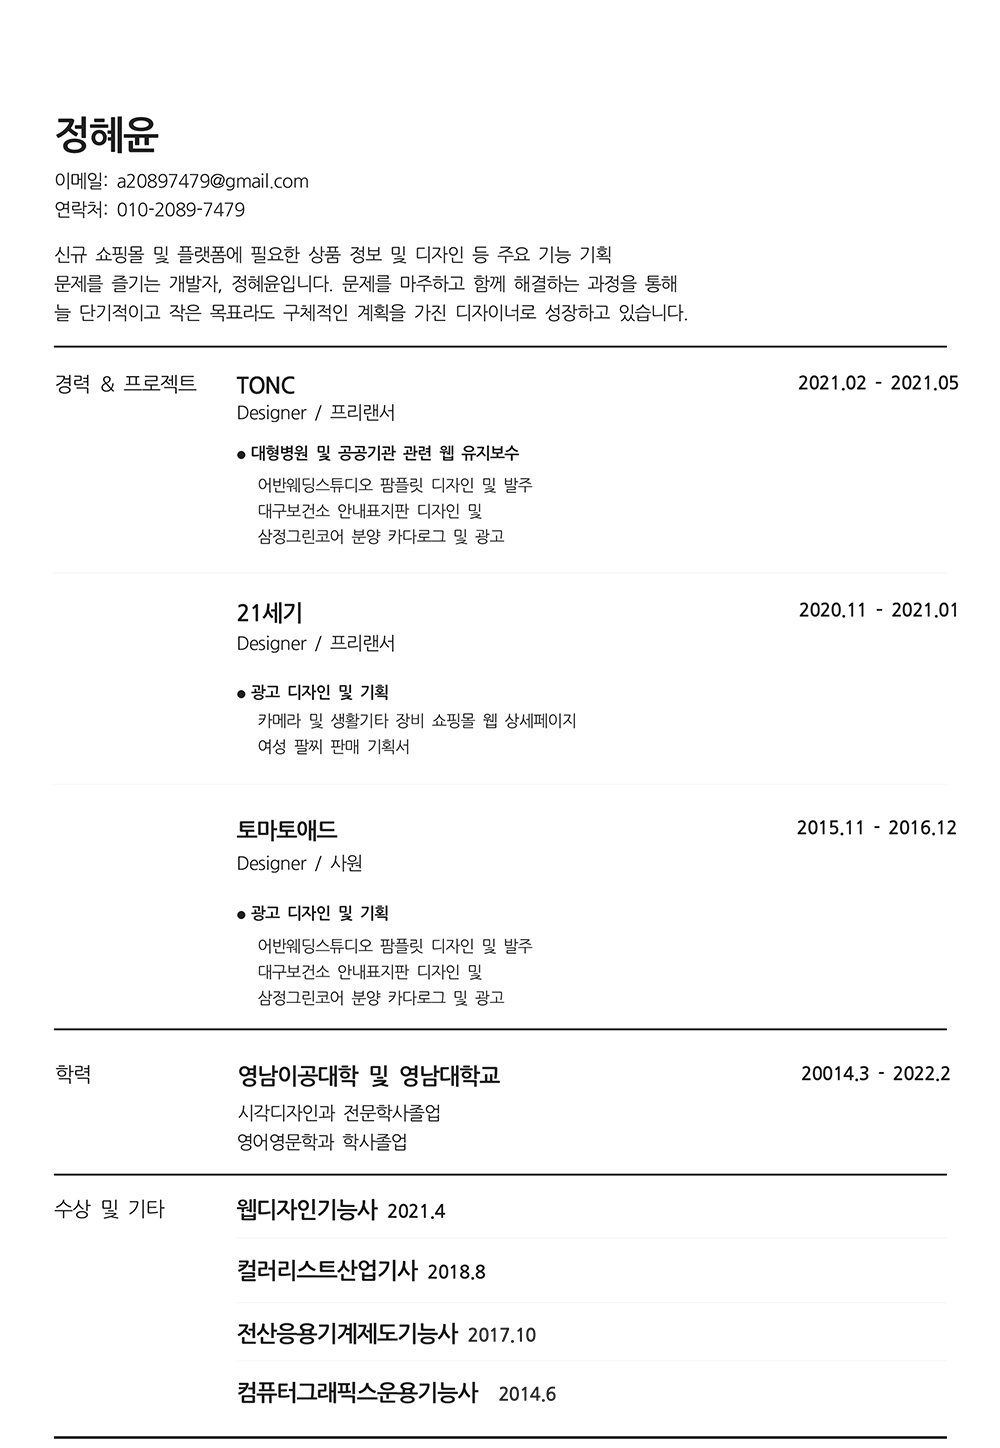 정혜윤
이메일: a20897479@gmail.com
연락처: 010-2089-7479
신규 쇼핑몰 및 플랫폼에 필요한 상품 정보 및 디자인 등 주요 기능 기획
문제를 즐기는 개발자, 정혜윤입니다. 문제를 마주하고 함께 해결하는 과정을 통해
늘 단기적이고 작은 목표라도 구체적인 계획을 가진 디자이너로 성장하고 있습니다.
경력 & 프로젝트
TONC 2021.02 - 2021.05
Designer / 프리랜서
● 대형병원 및 공공기관 관련 웹 유지보수
어반웨딩스튜디오 팜플릿 디자인 및 발주
대구보건소 안내표지판 디자인 및
삼정그린코어 분양 카다로그 및 광고
21세기 2020.11 - 2021.01
Designer / 프리랜서
● 광고 디자인 및 기획
카메라 및 생활기타 장비 쇼핑몰 웹 상세페이지
여성 팔찌 판매 기획서
토마토애드 2015.11 - 2016.12
Designer / 사원
● 광고 디자인 및 기획
어반웨딩스튜디오 팜플릿 디자인 및 발주
대구보건소 안내표지판 디자인 및
삼정그린코어 분양 카다로그 및 광고
학력
영남이공대학 및 영남대학교 20014.3 - 2022.2
시각디자인과 전문학사졸업
영어영문학과 학사졸업
수상 및 기타
웹디자인기능사 2021.4
컬러리스트산업기사 2018.8
전산응용기계제도기능사 2017.10
컴퓨터그래픽스운용기능사 2014.6